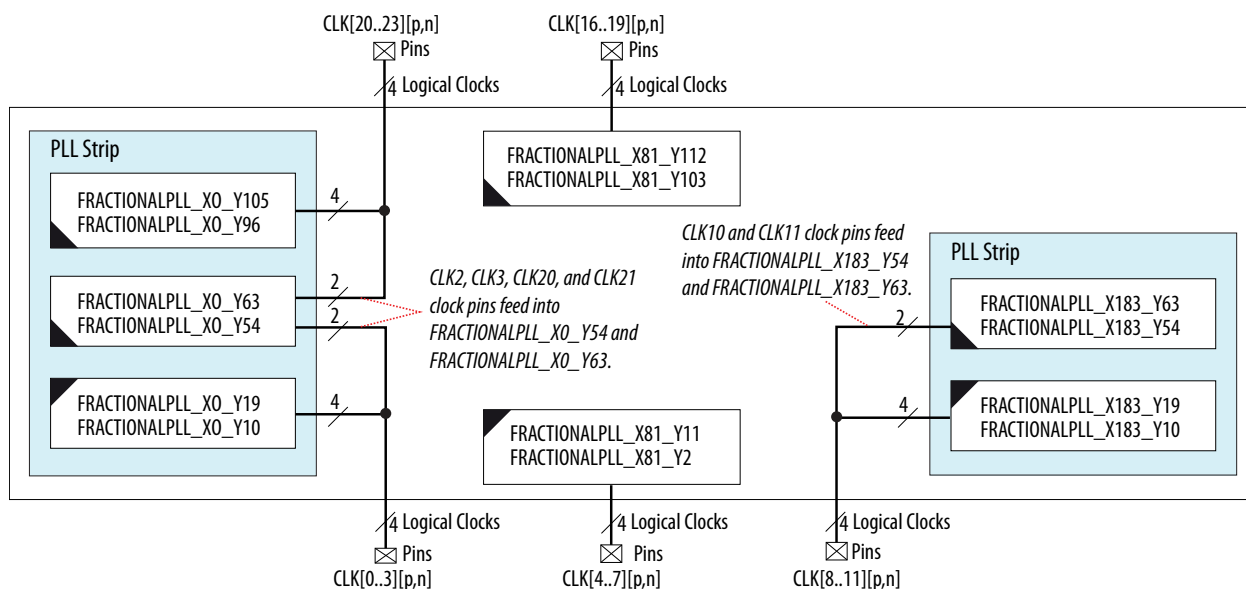 CLK[20..23][p,n]
Pins
4 Logical Clocks
CLK[16..19][p,n]
Pins
4 Logical Clocks
PLL Strip
FRACTIONALPLL_X0_Y105
FRACTIONALPLL_X0_Y96
4
FRACTIONALPLL_X0_Y63
FRACTIONALPLL_X0_Y54
2
2
FRACTIONALPLL_X0_Y19
FRACTIONALPLL_X0_Y10
4
CLK2, CLK3, CLK20, and CLK21
clock pins feed into
FRACTIONALPLL_X0_Y54 and
FRACTIONALPLL_X0_Y63.
FRACTIONALPLL_X81_Y112
FRACTIONALPLL_X81_Y103
FRACTIONALPLL_X81_Y11
FRACTIONALPLL_X81_Y2
CLK10 and CLK11 clock pins feed
into FRACTIONALPLL_X183_Y54
and FRACTIONALPLL_X183_Y63.
PLL Strip
2
FRACTIONALPLL_X183_Y63
FRACTIONALPLL_X183_Y54
4
FRACTIONALPLL_X183_Y19
FRACTIONALPLL_X183_Y10
4 Logical Clocks
Pins
CLK[0..3][p,n]
4 Logical Clocks
Pins
CLK[4..7][p,n]
4 Logical Clocks
Pins
CLK[8..11][p,n]